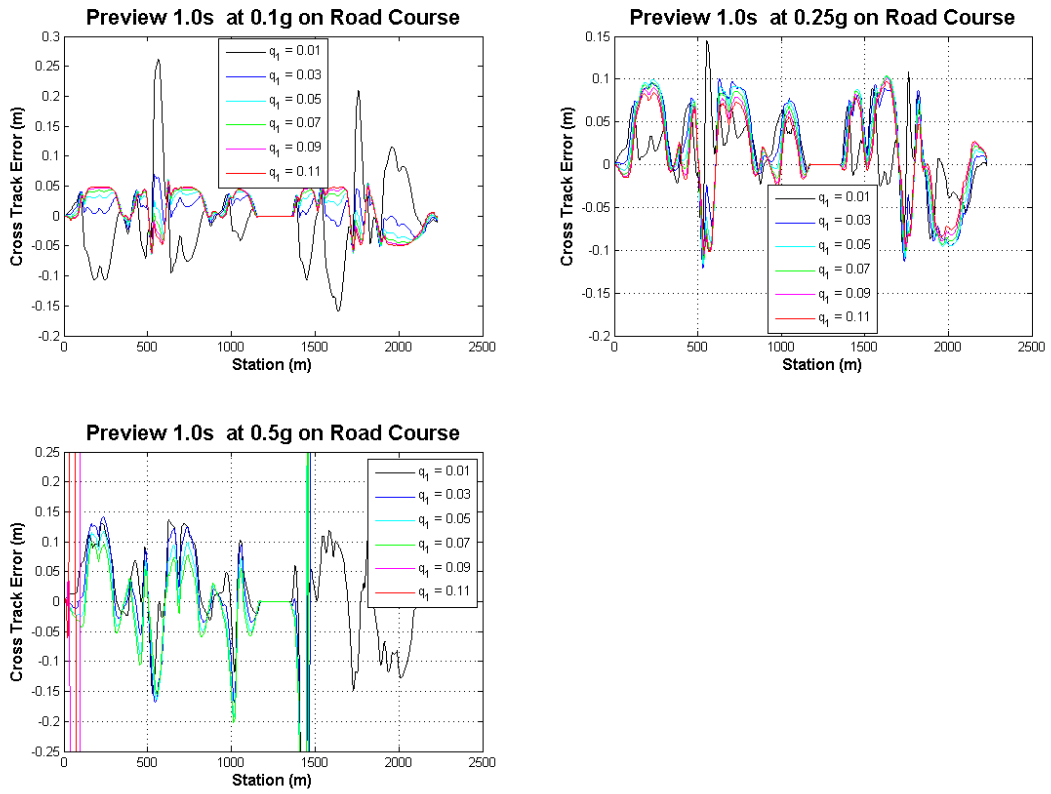 Preview 1.0s at 0.1g on Road Course
Cross Track Error (m)
0.3
0.25
0.2
0.15
0.1
0.05
0
-0.05
-0.1
-0.15
-0.2
q1 = 0.01
q1 = 0.03
q1 = 0.05
q1 = 0.07
q1 = 0.09
q1 = 0.11
0 500 1000 1500 2000 2500
Station (m)
Preview 1.0s at 0.25g on Road Course
Cross Track Error (m)
0.15
0.1
0.05
0
-0.05
-0.1
-0.15
-0.2
q1 = 0.01
q1 = 0.03
q1 = 0.05
q1 = 0.07
q1 = 0.09
q1 = 0.11
0 500 1000 1500 2000 2500
Station (m)
Preview 1.0s at 0.5g on Road Course
Cross Track Error (m)
0.25
0.2
0.15
0.1
0.05
0
-0.05
-0.1
-0.15
-0.2
-0.25
q1 = 0.01
q1 = 0.03
q1 = 0.05
q1 = 0.07
q1 = 0.09
q1 = 0.11
0 500 1000 1500 2000 2500
Station (m)